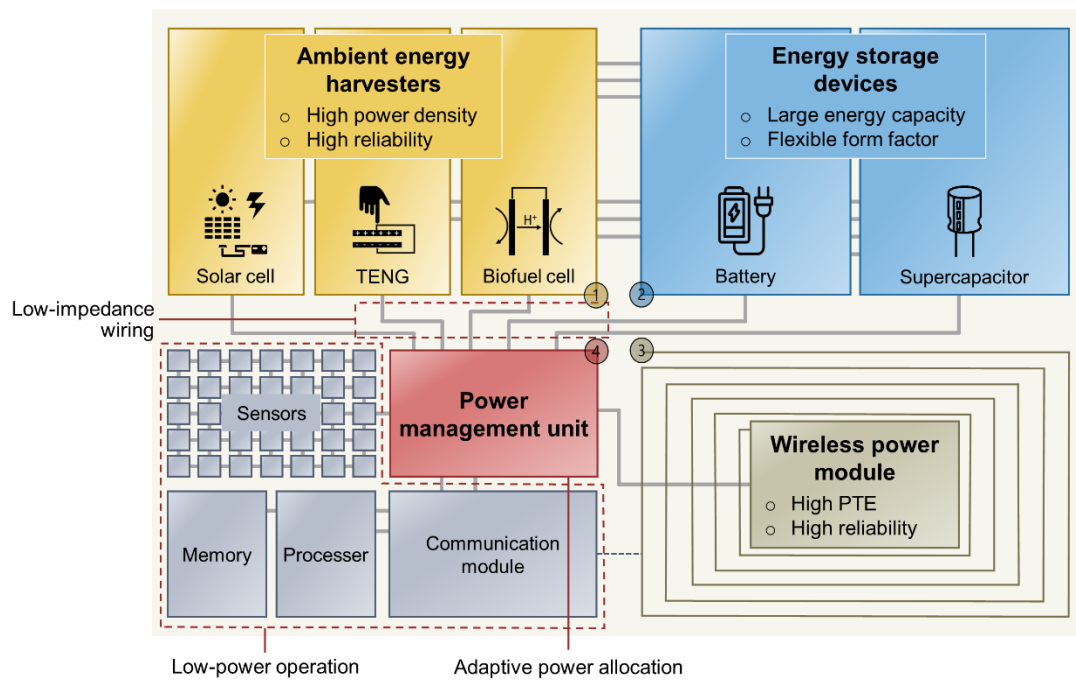 Ambient energy
harvesters
○ High power density
○ High reliability
Energy storage
devices
○ Large energy capacity
○ Flexible form factor
H⁺
Solar cell
TENG
Biofuel cell
Battery
Supercapacitor
1
2
Low-impedance
wiring
4
3
Sensors
Power
management unit
Wireless power
module
○ High PTE
○ High reliability
Memory
Processer
Communication
module
Low-power operation
Adaptive power allocation